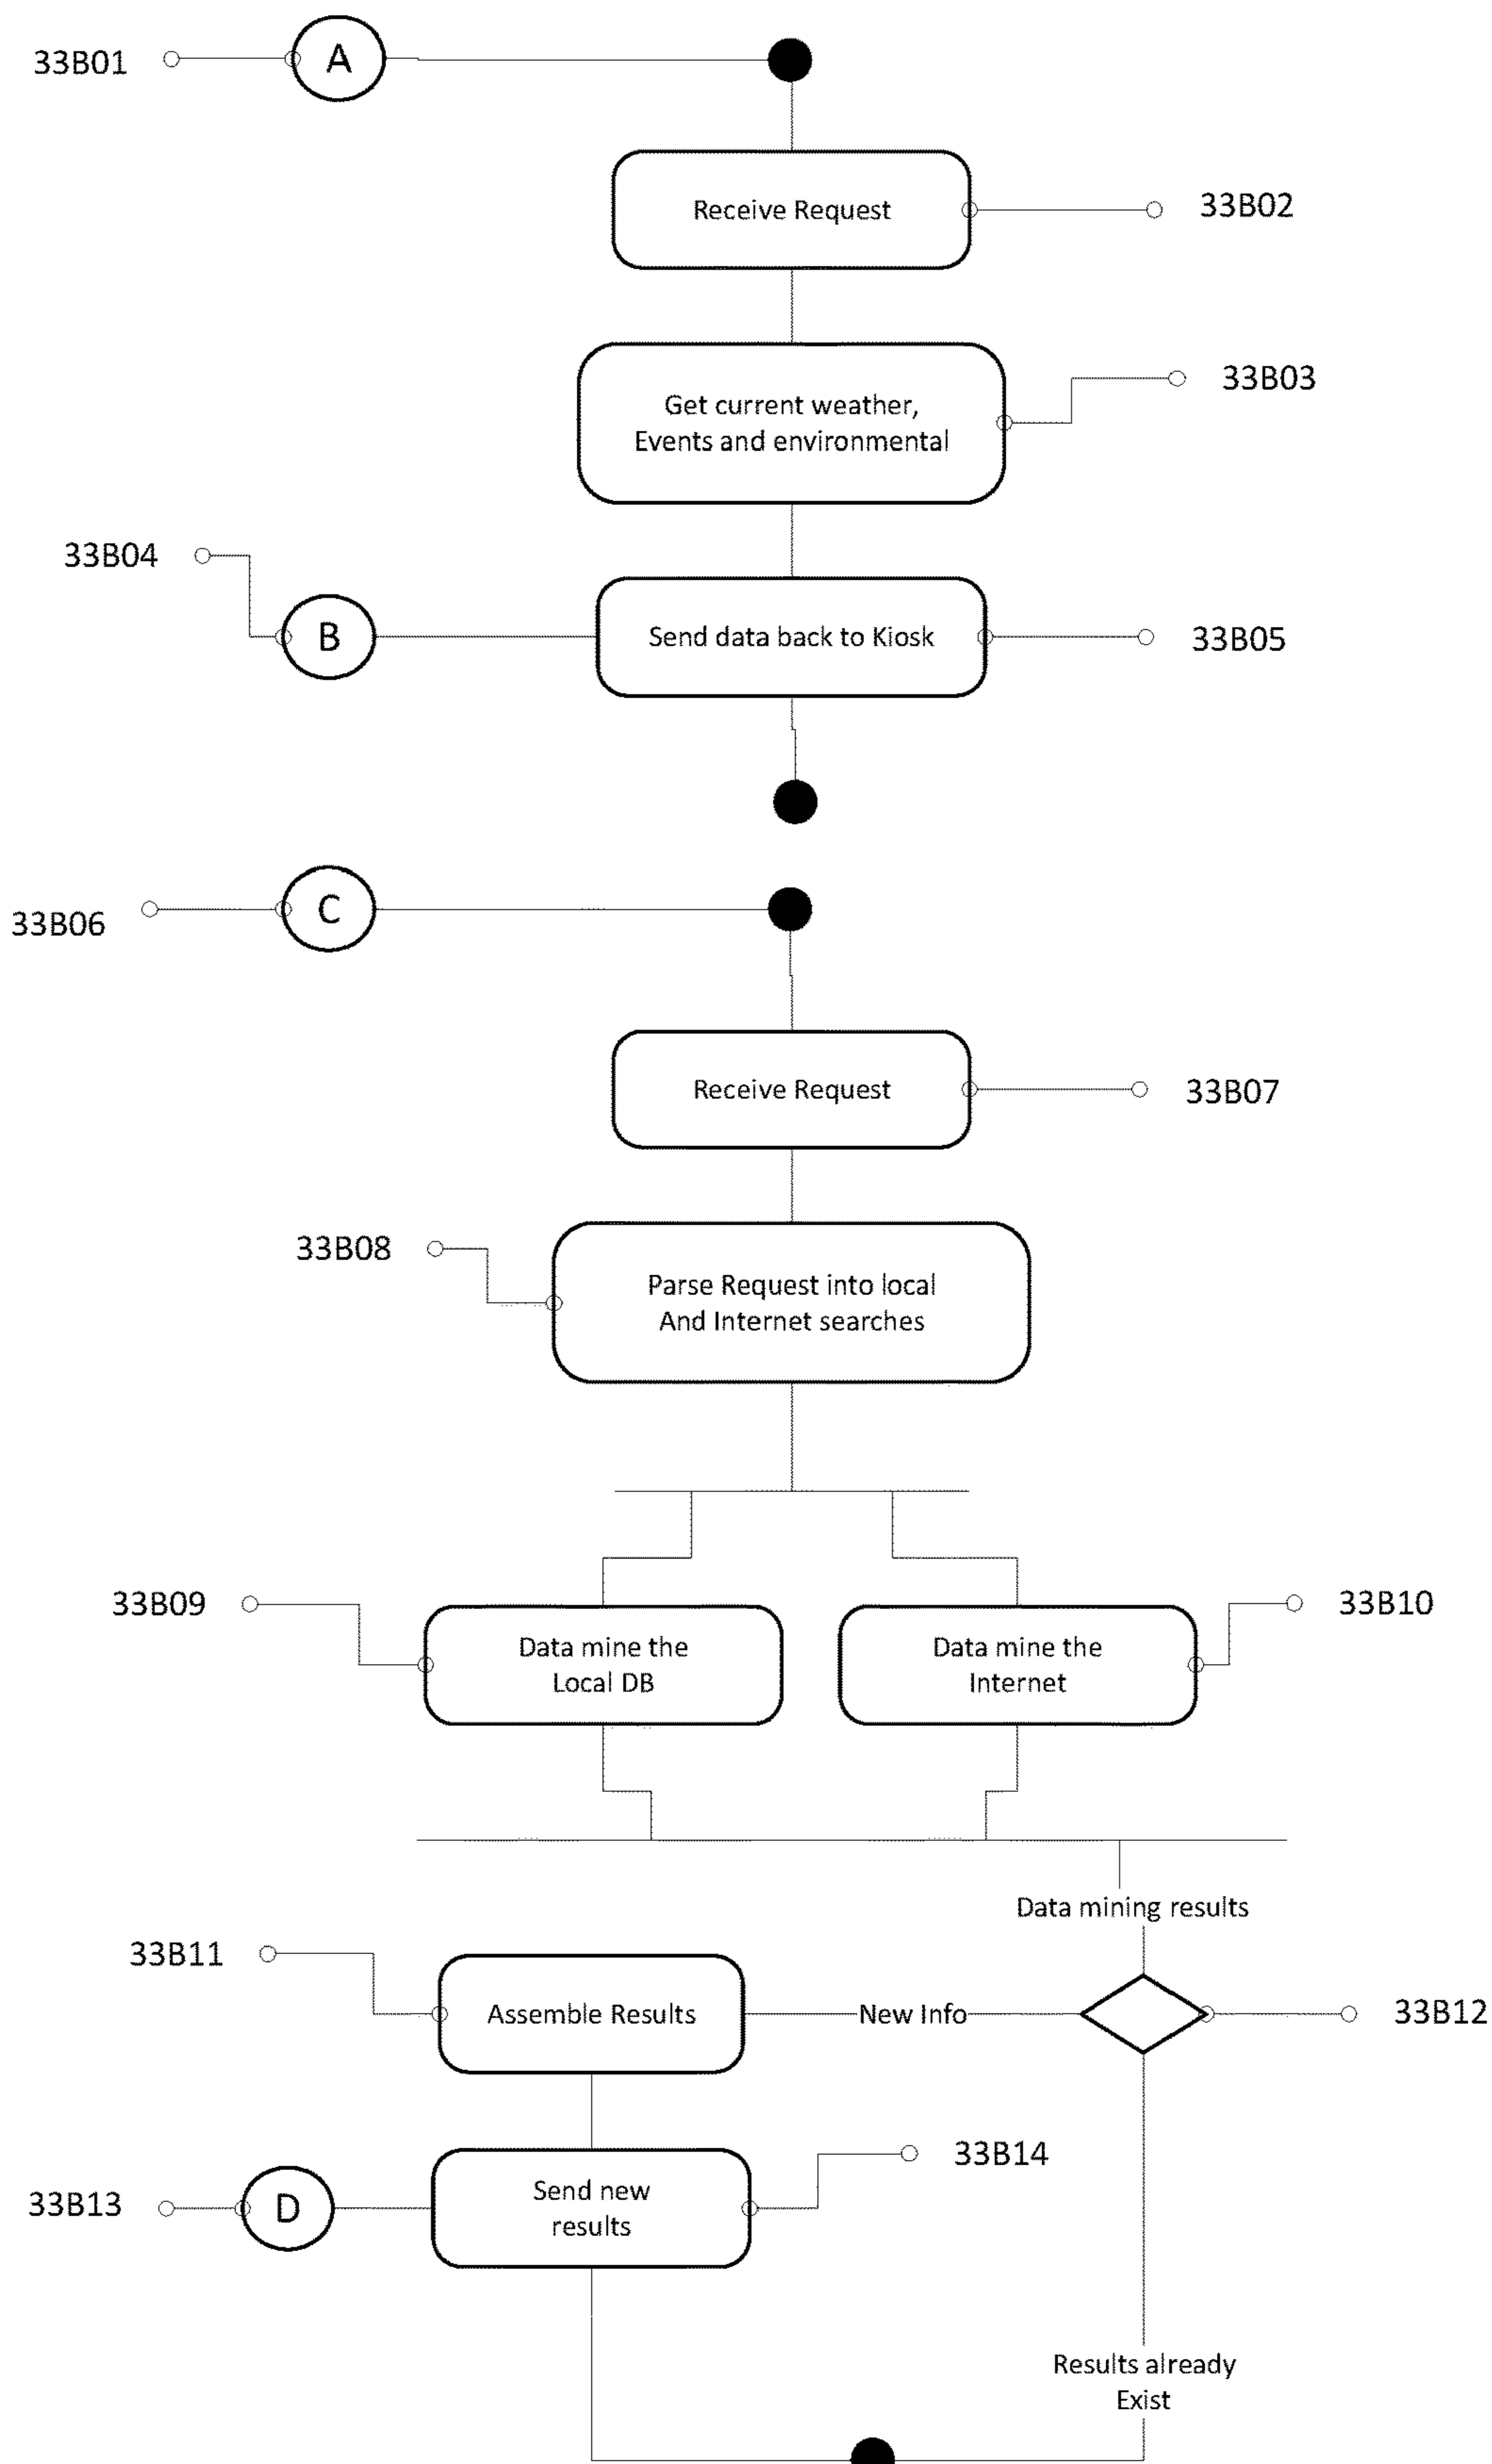 33B01
A
Receive Request
33B02
Get current weather,
Events and environmental
33B03
33B04
B
Send data back to Kiosk
33B05
33B06
C
Receive Request
33B07
33B08
Parse Request into local
And Internet searches
33B09
Data mine the
Local DB
Data mine the
Internet
33B10
Data mining results
33B11
Assemble Results
New Info
33B12
33B13
D
Send new
results
33B14
Results already
Exist